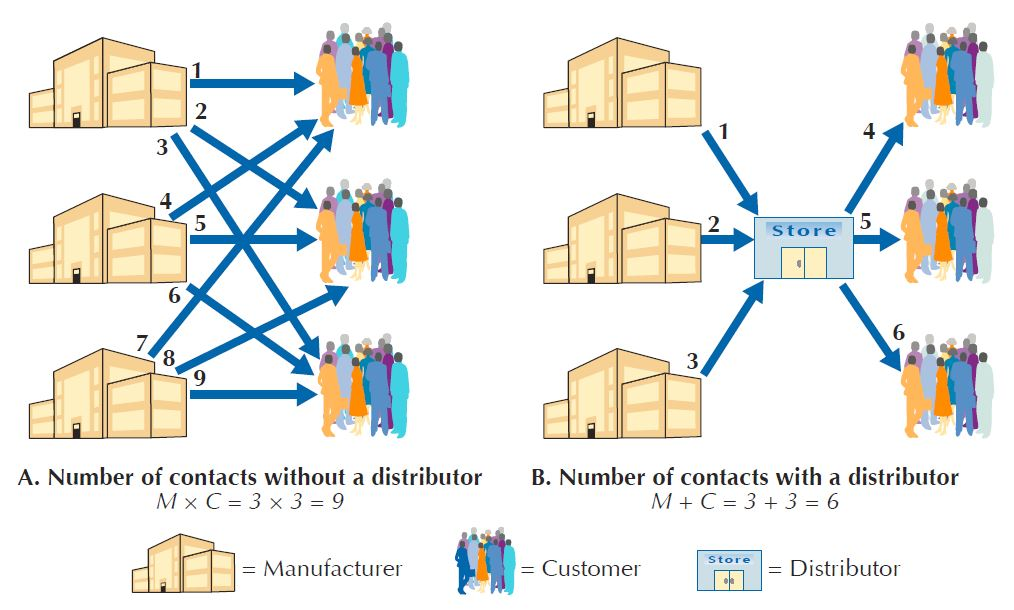 1
2
3
4
5
6
7
8
9
A. Number of contacts without a distributor
M × C = 3 × 3 = 9
1
2
3
4
5
6
Store
B. Number of contacts with a distributor
M + C = 3 + 3 = 6
= Manufacturer
= Customer
Store
= Distributor